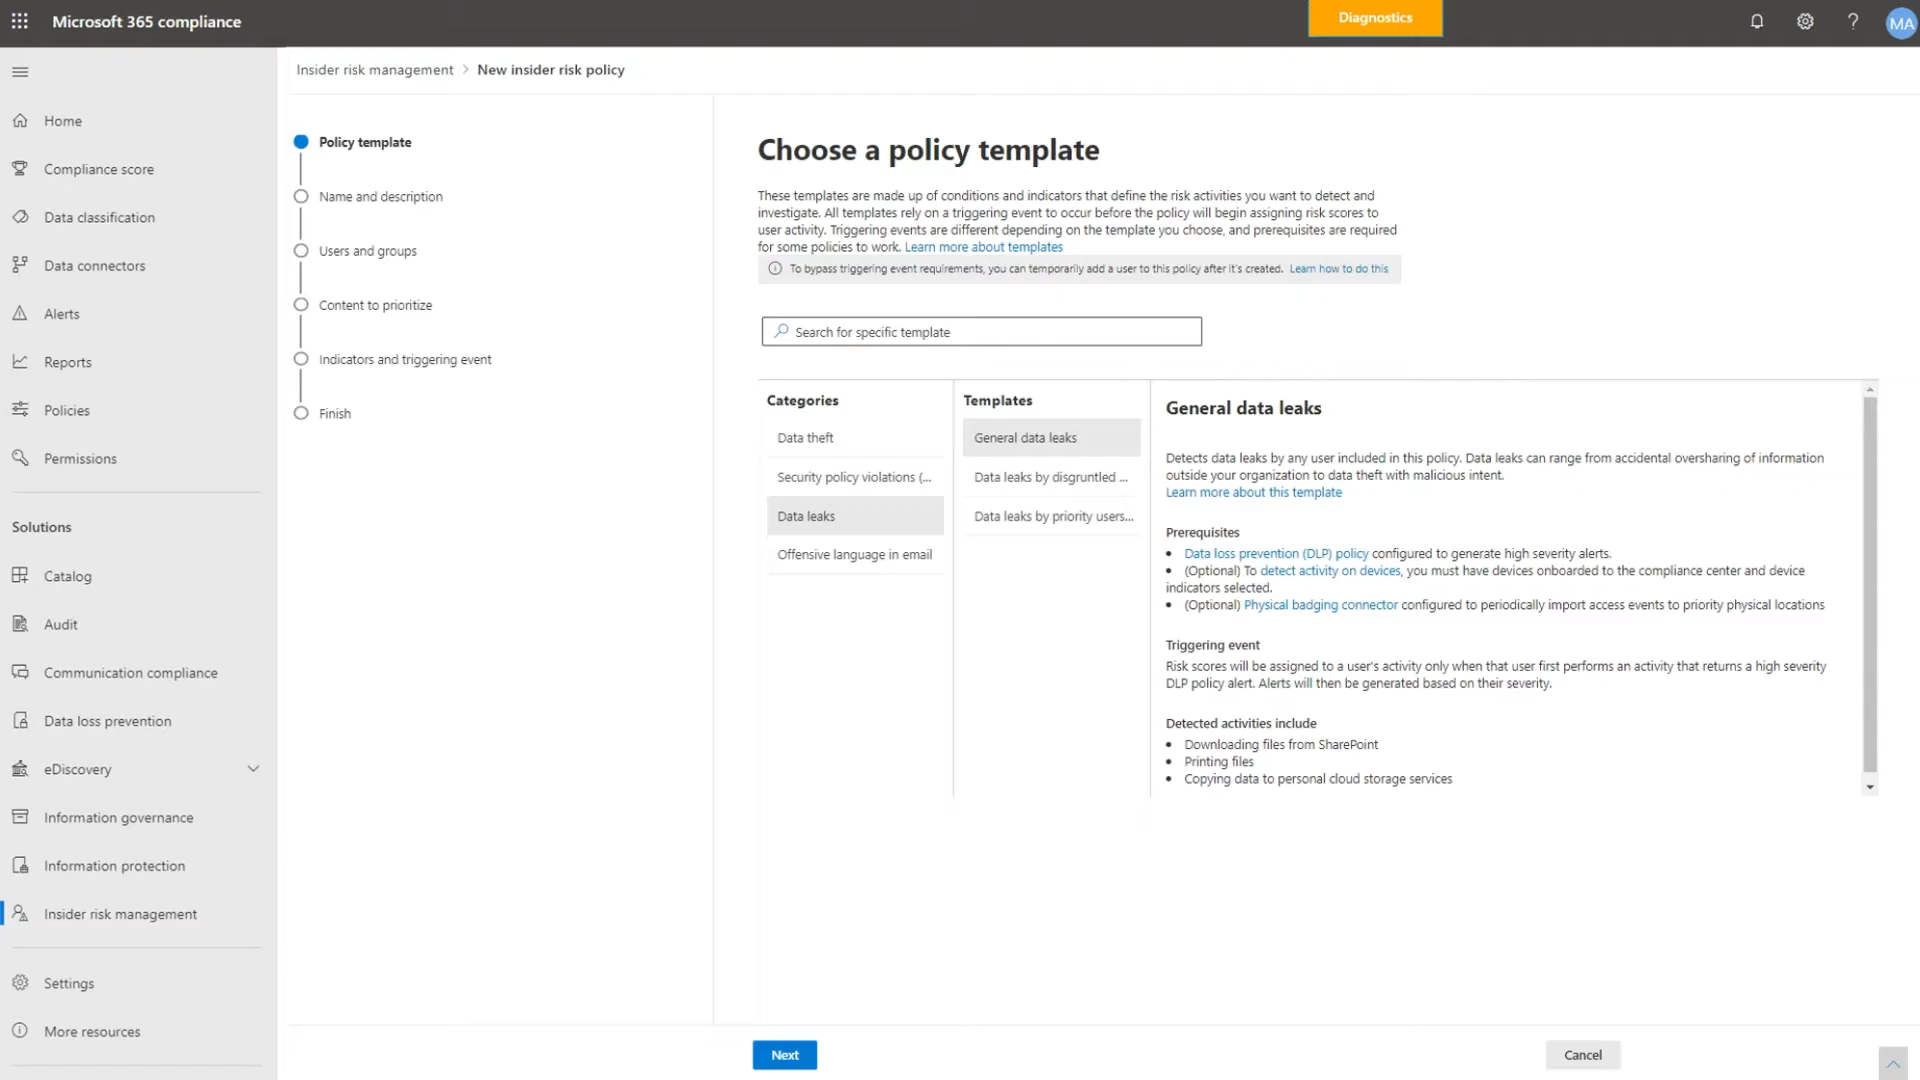 Microsoft 365 compliance
Diagnostics
?
MA
Home
Compliance score
Data classification
Data connectors
Alerts
Reports
Policies
Permissions
Solutions
Catalog
Audit
Communication compliance
Data loss prevention
eDiscovery
Information governance
Information protection
Insider risk management
Settings
More resources
Insider risk management > New insider risk policy
Policy template
Name and description
Users and groups
Content to prioritize
Indicators and triggering event
Finish
Choose a policy template
These templates are made up of conditions and indicators that define the risk activities you want to detect and
investigate. All templates rely on a triggering event to occur before the policy will begin assigning risk scores to
user activity. Triggering events are different depending on the template you choose, and prerequisites are required
for some policies to work. Learn more about templates
To bypass triggering event requirements, you can temporarily add a user to this policy after it's created. Learn how to do this
Search for specific template
Categories
Data theft
Security policy violations (...
Data leaks
Offensive language in email
Templates
General data leaks
Data leaks by disgruntled ...
Data leaks by priority users...
General data leaks
Detects data leaks by any user included in this policy. Data leaks can range from accidental oversharing of information
outside your organization to data theft with malicious intent.
Learn more about this template
Prerequisites
• Data loss prevention (DLP) policy configured to generate high severity alerts.
• (Optional) To detect activity on devices, you must have devices onboarded to the compliance center and device
indicators selected.
• (Optional) Physical badging connector configured to periodically import access events to priority physical locations
Triggering event
Risk scores will be assigned to a user's activity only when that user first performs an activity that returns a high severity
DLP policy alert. Alerts will then be generated based on their severity.
Detected activities include
• Downloading files from SharePoint
• Printing files
• Copying data to personal cloud storage services
Next
Cancel